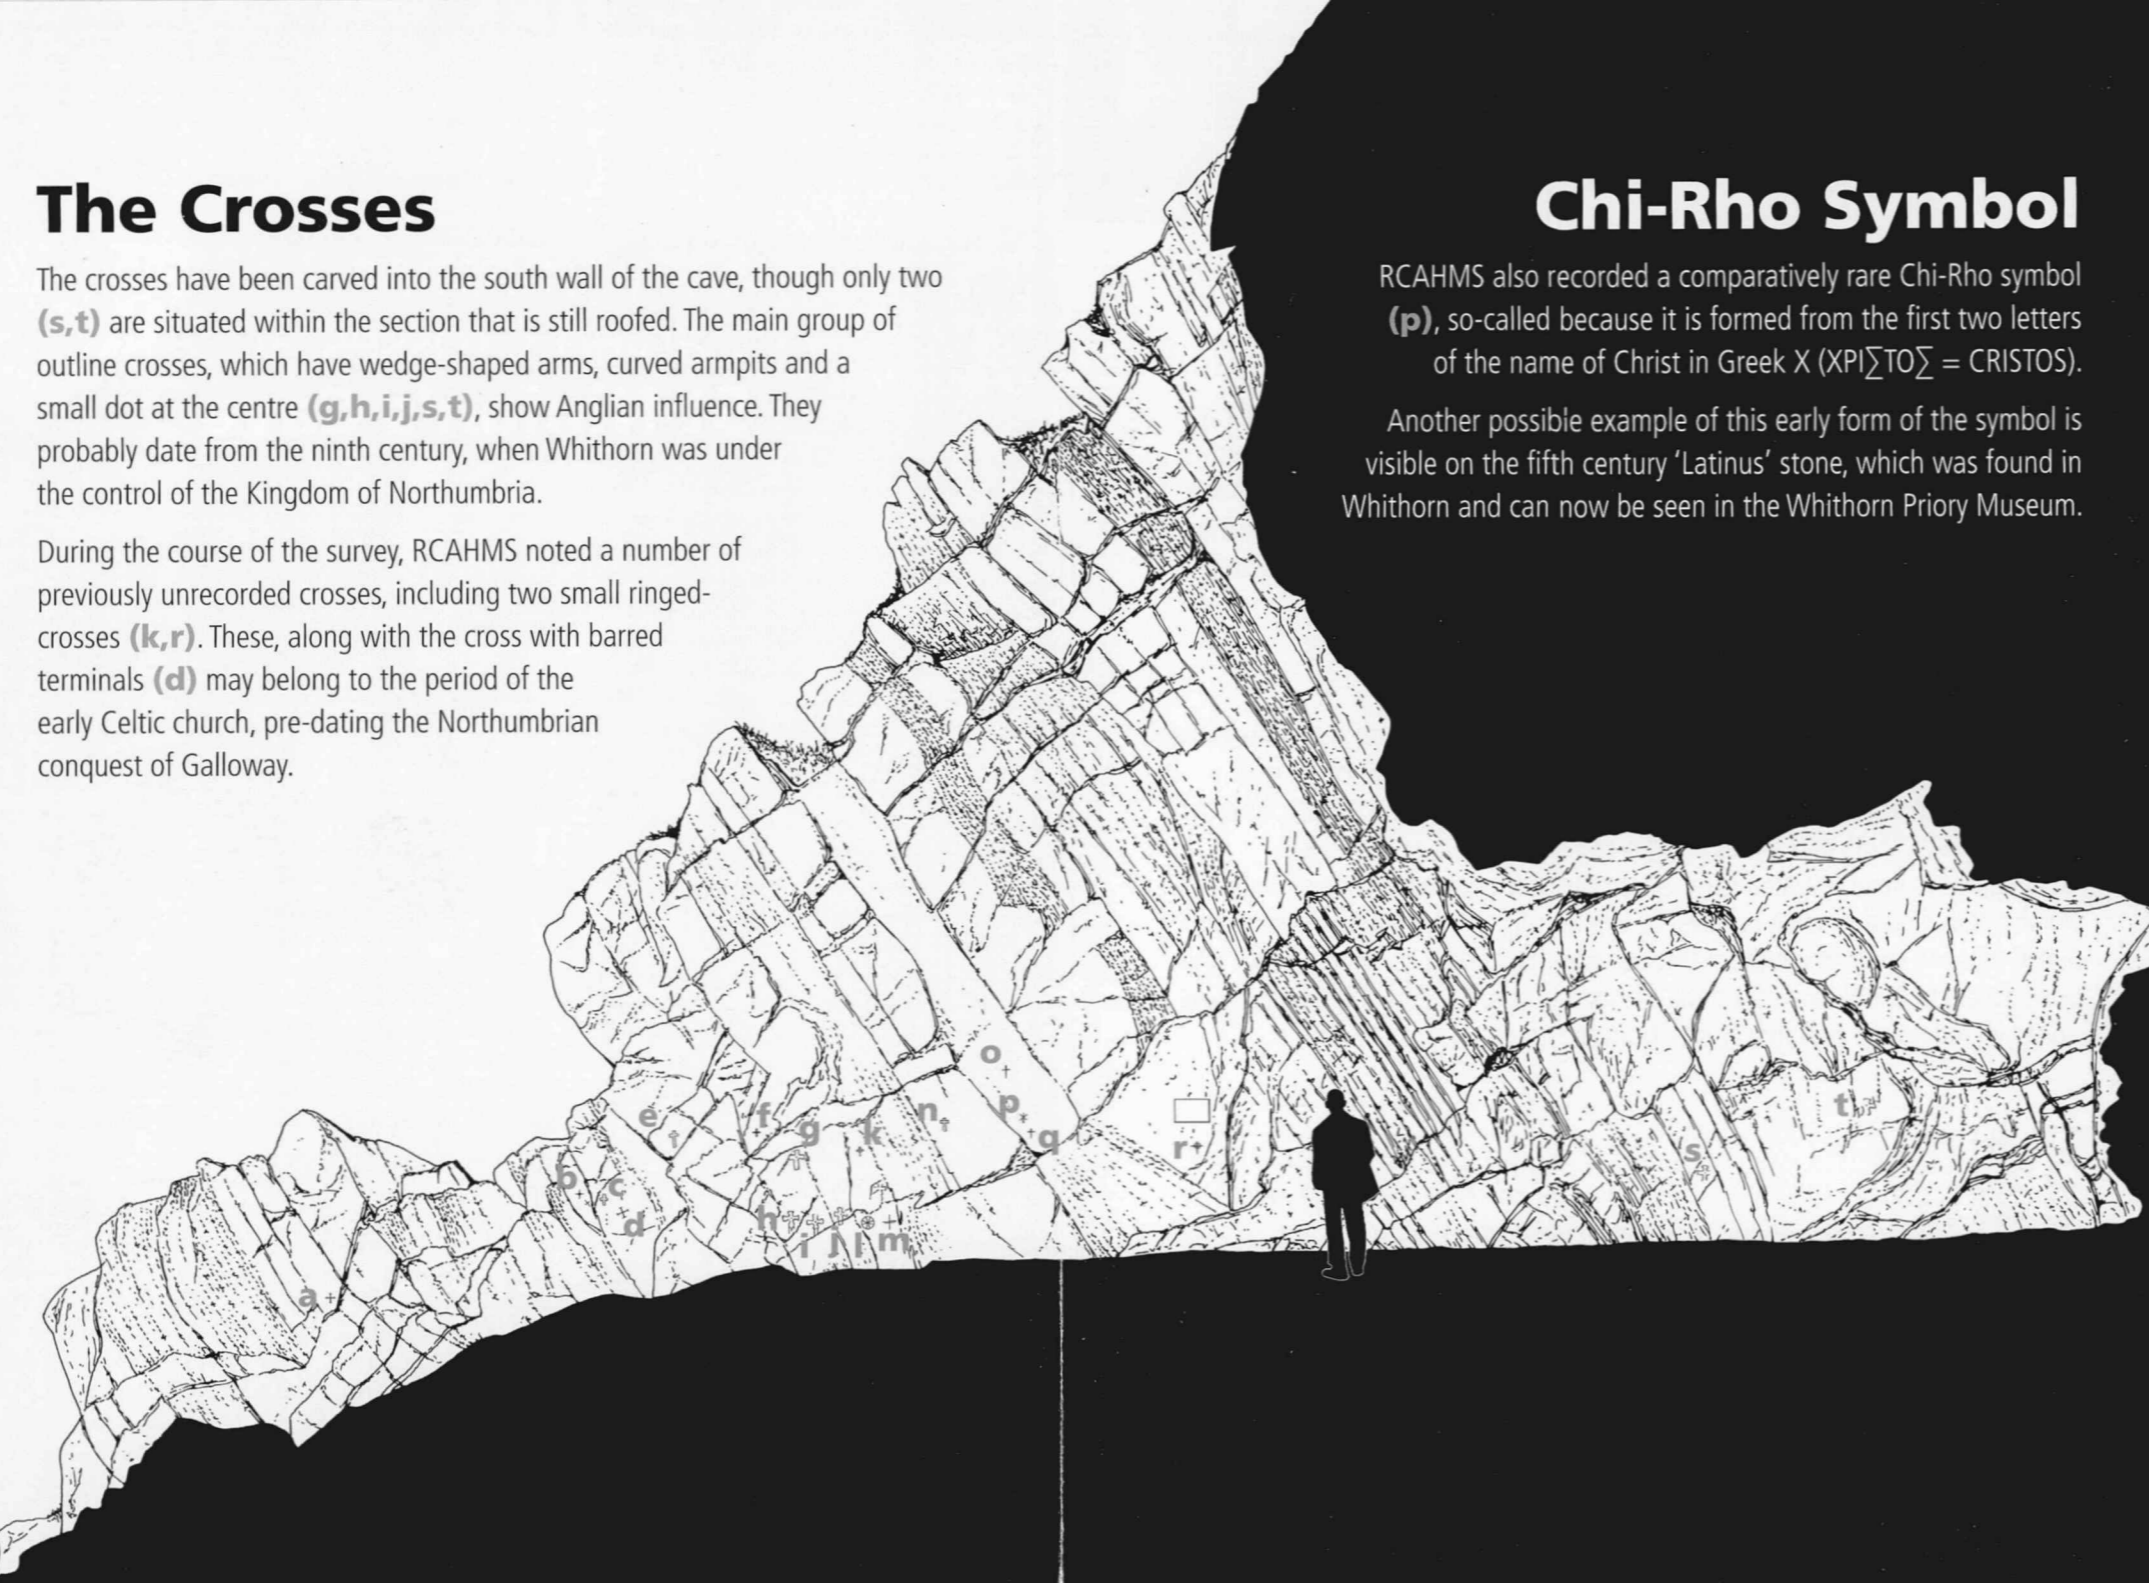 The Crosses
The crosses have been carved into the south wall of the cave, though only two
(s,t) are situated within the section that is still roofed. The main group of
outline crosses, which have wedge-shaped arms, curved armpits and a
small dot at the centre (g,h,i,j,s,t), show Anglian influence. They
probably date from the ninth century, when Whithorn was under
the control of the Kingdom of Northumbria.
During the course of the survey, RCAHMS noted a number of
previously unrecorded crosses, including two small ringed-
crosses (k,r). These, along with the cross with barred
terminals (d) may belong to the period of the
early Celtic church, pre-dating the Northumbrian
conquest of Galloway.
Chi-Rho Symbol
RCAHMS also recorded a comparatively rare Chi-Rho symbol
(p), so-called because it is formed from the first two letters
of the name of Christ in Greek X (XPI∑TO∑ = CRISTOS).
Another possible example of this early form of the symbol is
visible on the fifth century ‘Latinus’ stone, which was found in
Whithorn and can now be seen in the Whithorn Priory Museum.
a
b
c
d
e
f
g
h
i
j
k
l
m
n
o
p
q
r
s
t